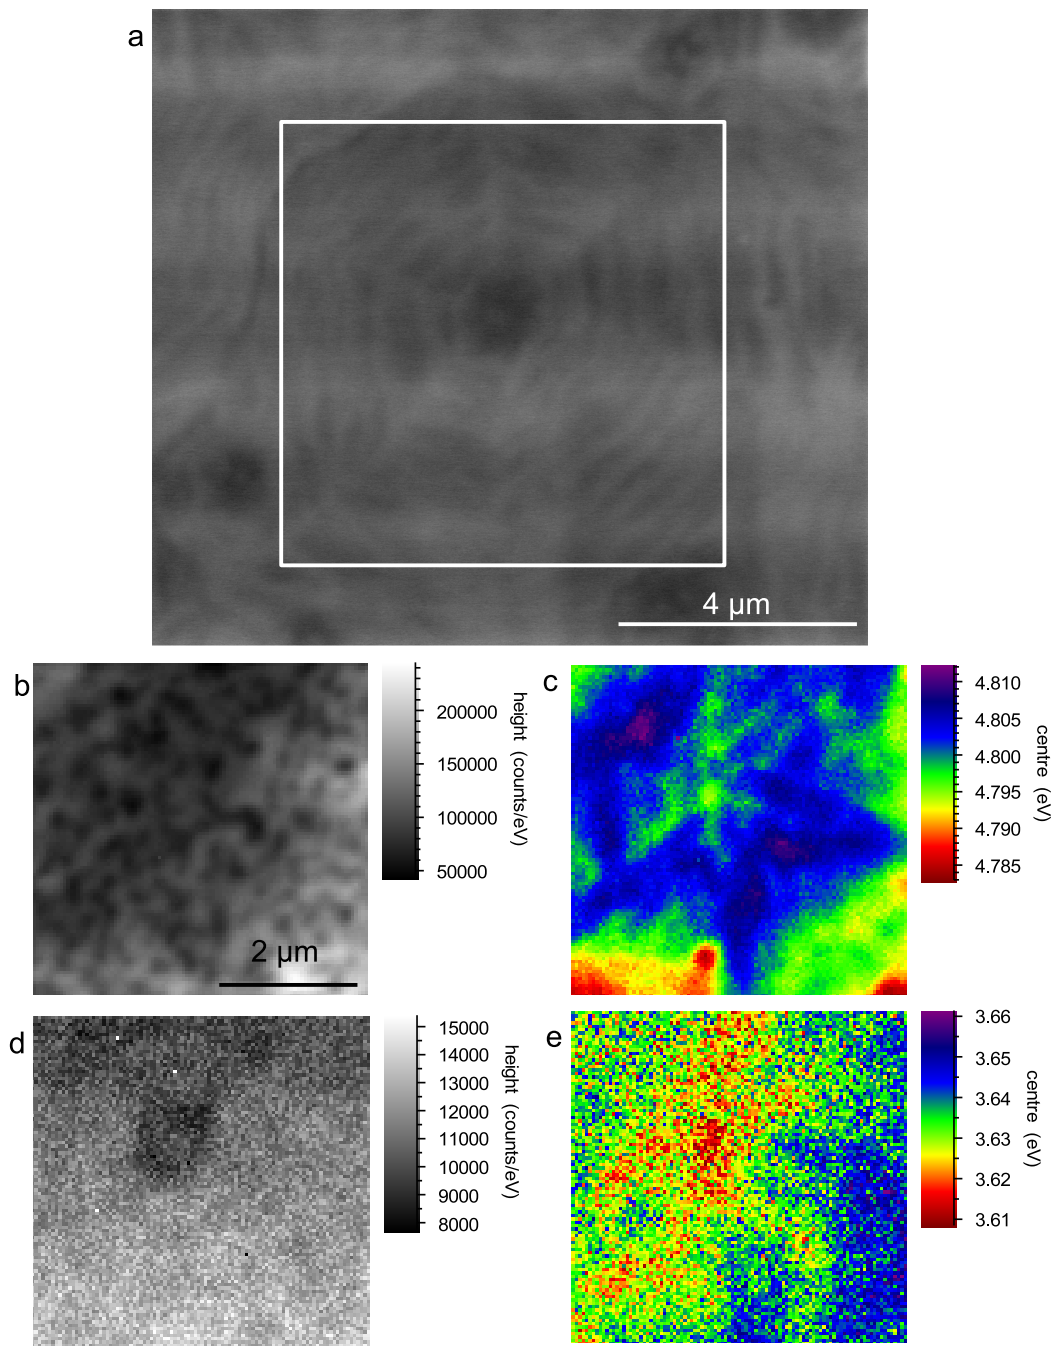 a
4 µm
b
2 µm
200000
150000
100000
50000
height (counts/eV)
c
4.810
4.805
4.800
4.795
4.790
4.785
centre (eV)
d
15000
14000
13000
12000
11000
10000
9000
8000
height (counts/eV)
e
3.66
3.65
3.64
3.63
3.62
3.61
centre (eV)